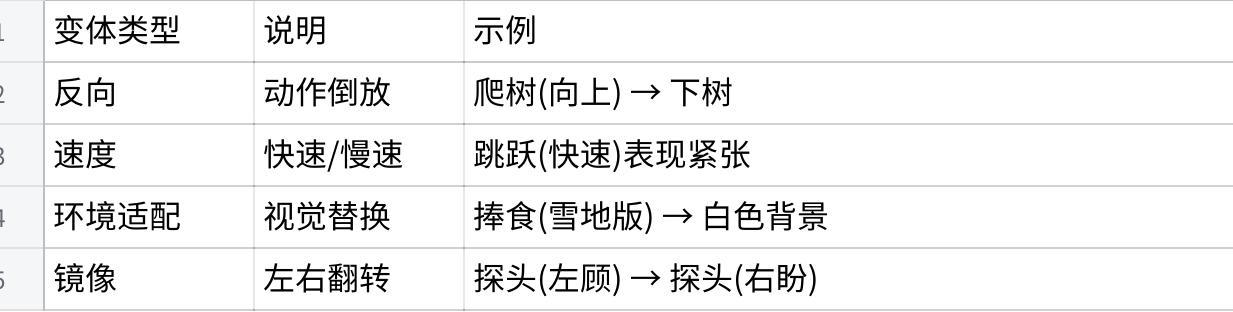 1 变体类型 说明 示例
2 反向 动作倒放 爬树(向上) → 下树
3 速度 快速/慢速 跳跃(快速)表现紧张
4 环境适配 视觉替换 捧食(雪地版) → 白色背景
5 镜像 左右翻转 探头(左顾) → 探头(右盼)